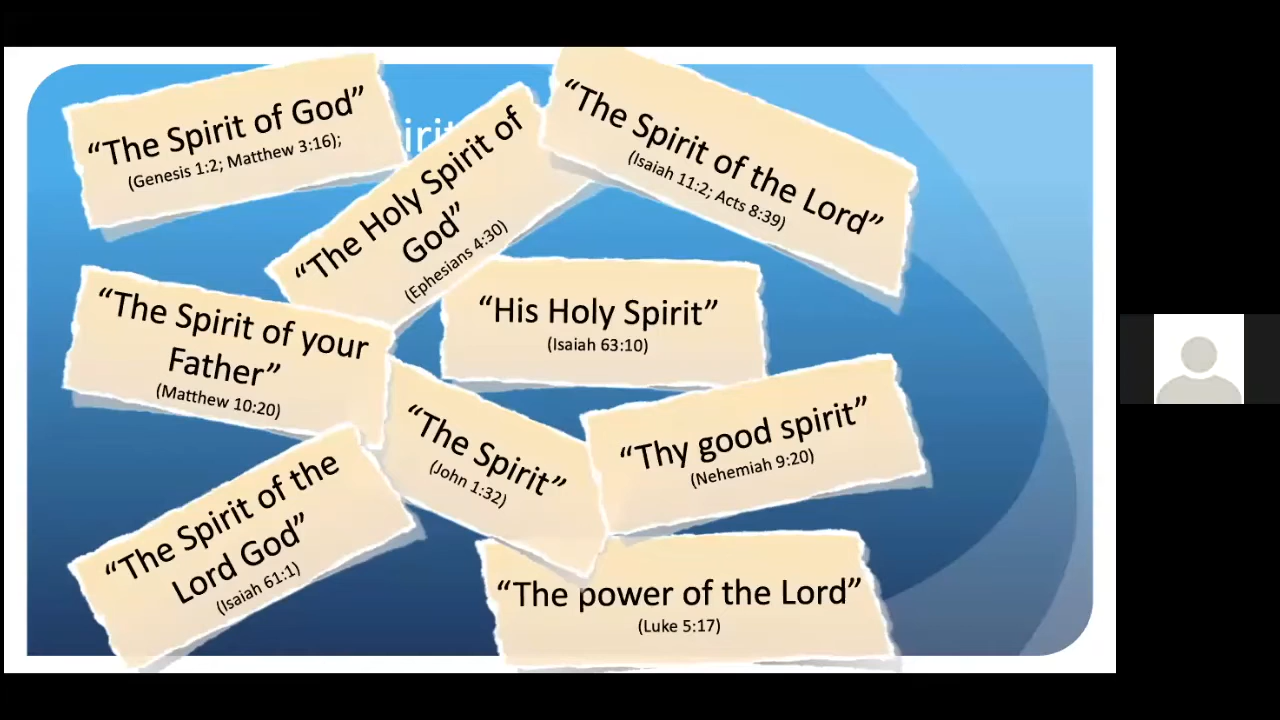 “The Spirit of God”
(Genesis 1:2; Matthew 3:16);
“The Holy Spirit of
God”
(Ephesians 4:30)
“The Spirit of the Lord”
(Isaiah 11:2; Acts 8:39)
“The Spirit of your
Father”
(Matthew 10:20)
“His Holy Spirit”
(Isaiah 63:10)
“The Spirit”
(John 1:32)
“Thy good spirit”
(Nehemiah 9:20)
“The Spirit of the
Lord God”
(Isaiah 61:1)
“The power of the Lord”
(Luke 5:17)